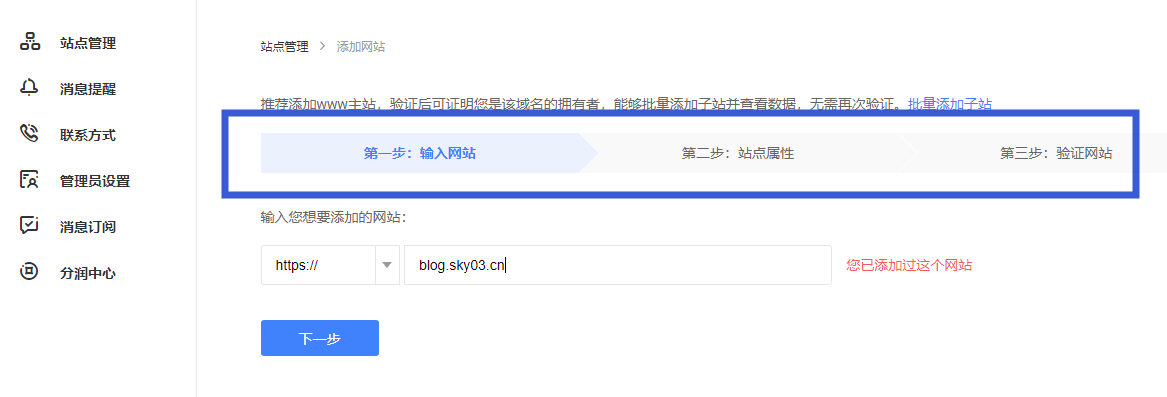 站点管理
消息提醒
联系方式
管理员设置
消息订阅
分润中心
站点管理 > 添加网站
推荐添加www主站，验证后可证明您是该域名的拥有者，能够批量添加子站并查看数据，无需再次验证。批量添加子站
第一步：输入网站 第二步：站点属性 第三步：验证网站
输入您想要添加的网站：
https:// blog.sky03.cn 您已添加过这个网站
下一步